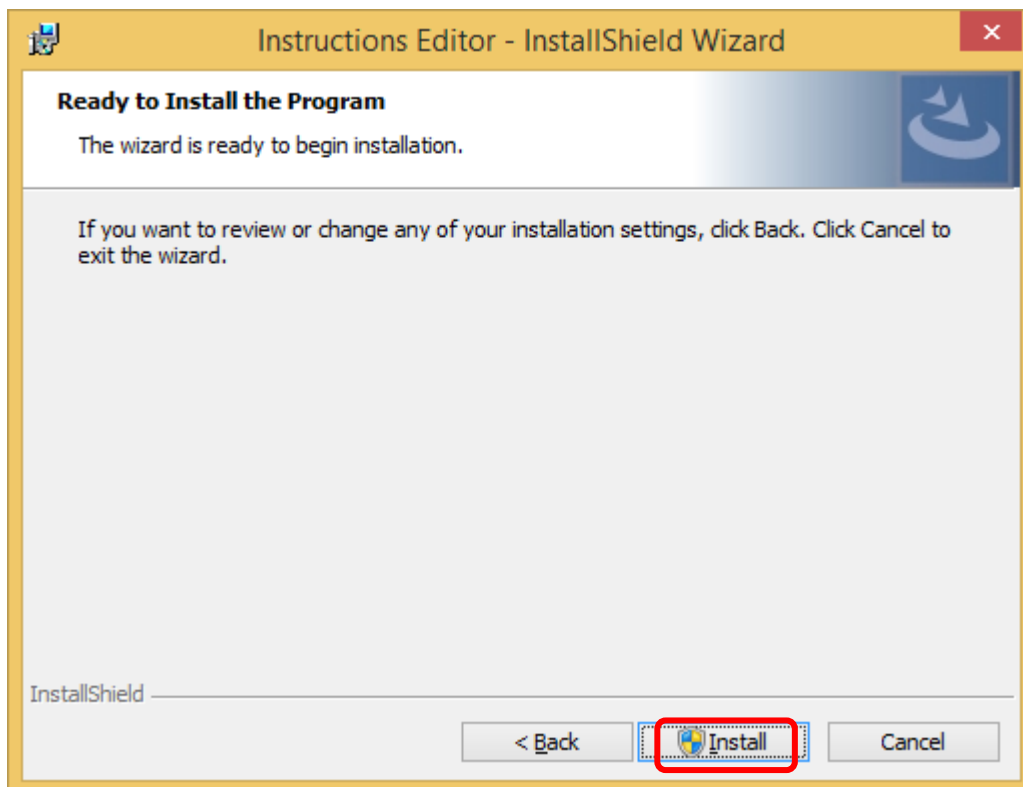 Instructions Editor - InstallShield Wizard
Ready to Install the Program
The wizard is ready to begin installation.
If you want to review or change any of your installation settings, click Back. Click Cancel to
exit the wizard.
InstallShield
< Back Install Cancel